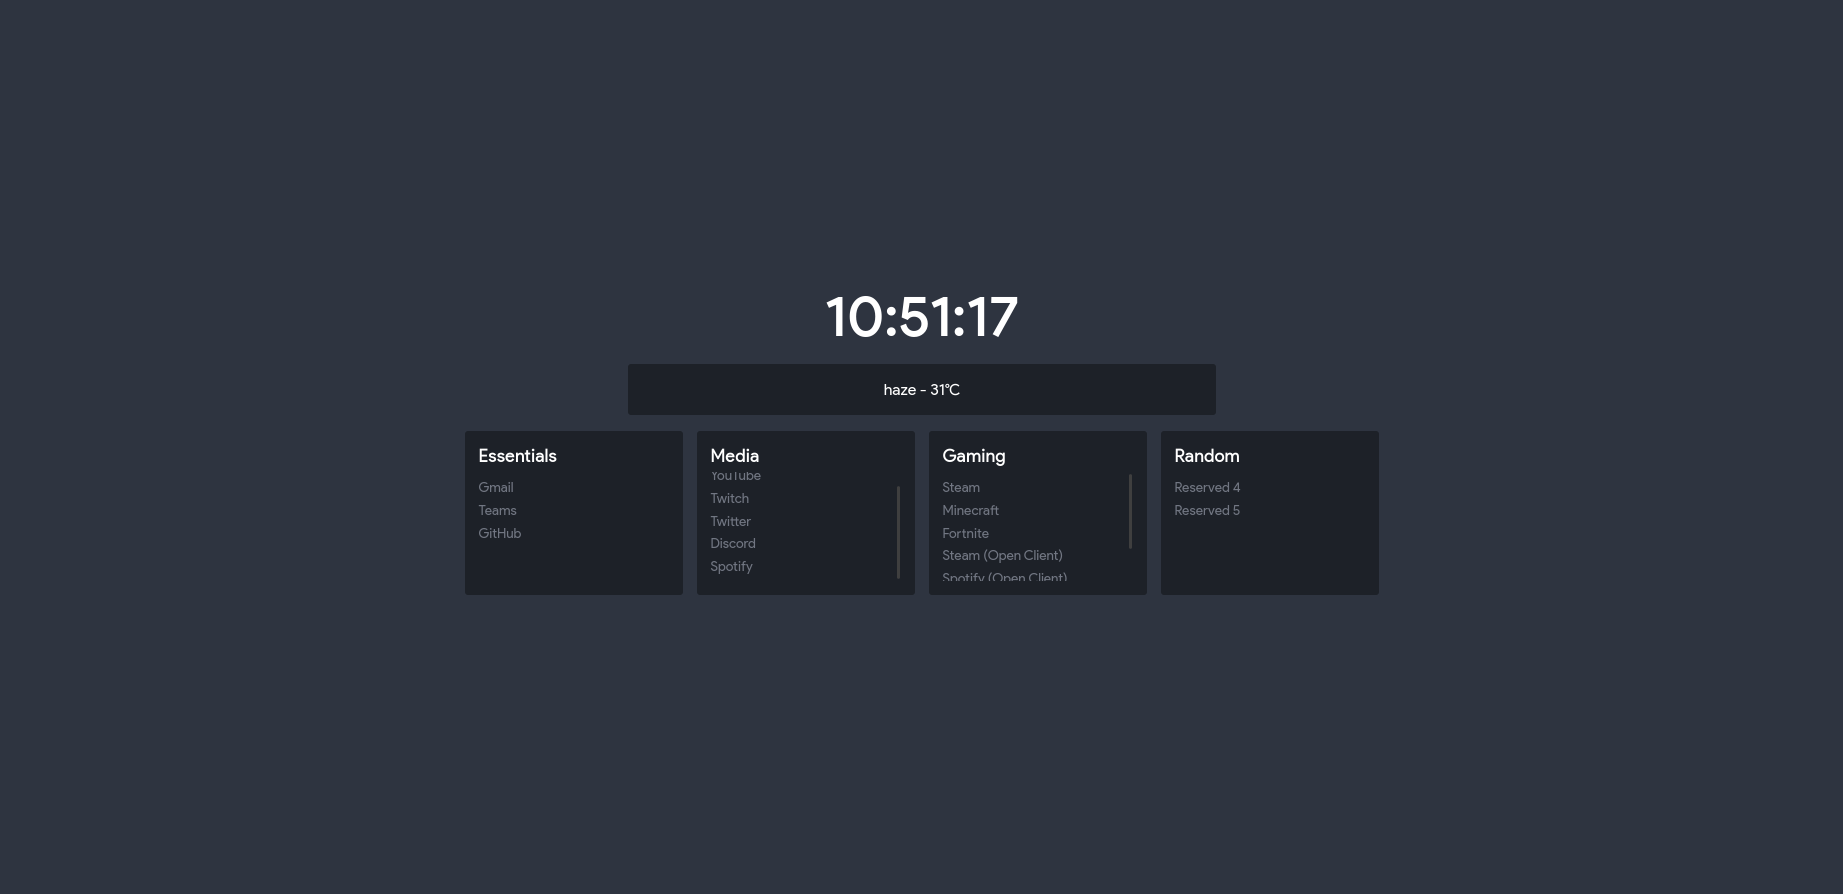 10:51:17
haze - 31°C
Essentials
Gmail
Teams
GitHub
Media
YouTube
Twitch
Twitter
Discord
Spotify
Gaming
Steam
Minecraft
Fortnite
Steam (Open Client)
Spotify (Open Client)
Random
Reserved 4
Reserved 5